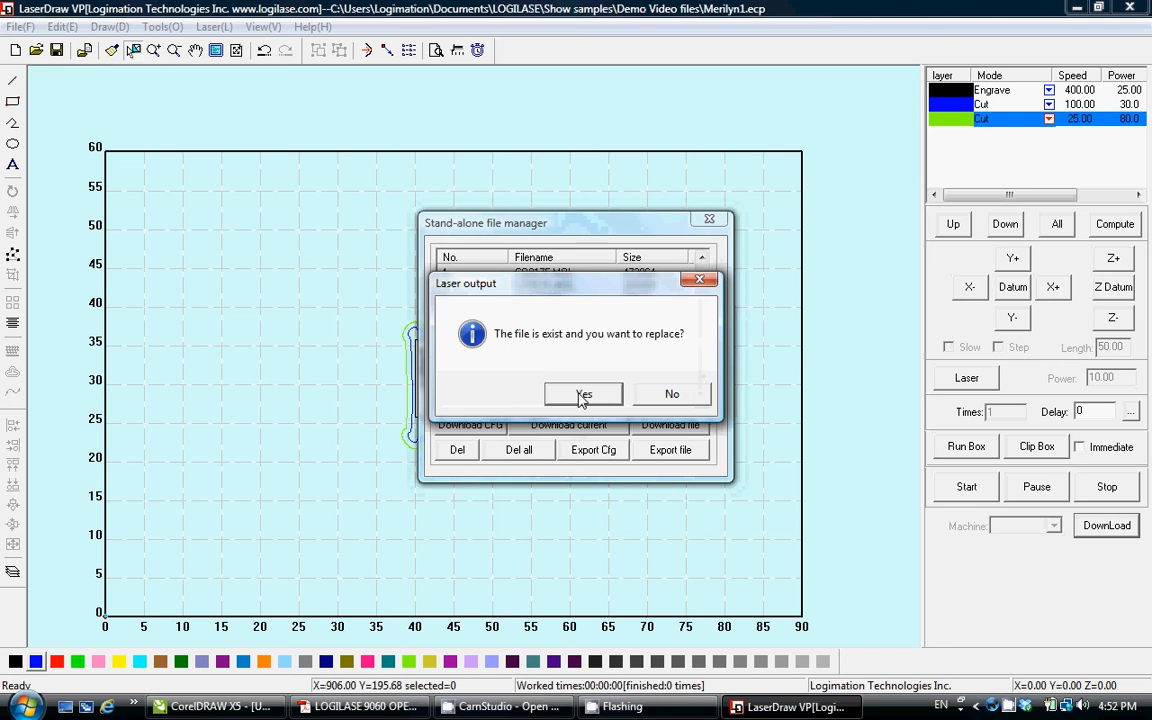 LaserDraw VP[Logimation Technologies Inc. www.logilase.com]--C:\Users\Logimation\Documents\LOGILASE\Show samples\Demo Video files\Merilyn1.ecp
File(F) Edit(E) Draw(D) Tools(O) Laser(L) View(V) Help(H)
layer Mode Speed Power
Engrave 400.00 25.00
Cut 100.00 30.0
Cut 25.00 80.0
60
55
50
45
40
35
30
25
20
15
10
5
0
0 5 10 15 20 25 30 35 40 45 50 55 60 65 70 75 80 85 90
Stand-alone file manager
No. Filename Size
Laser output
The file is exist and you want to replace?
Yes No
Download CFG Download current Download file
Del Del all Export Cfg Export file
Up Down All Compute
Y+ Z+
X- Datum X+ Z Datum
Y- Z-
Slow Step Length: 50.00
Laser Power: 10.00
Times: 1 Delay: 0 ...
Run Box Clip Box Immediate
Start Pause Stop
Machine: DownLoad
Ready X=906.00 Y=195.68 selected=0 Worked times:00:00:00[finished:0 times] Logimation Technologies Inc. X=0.00 Y=0.00 Z=0.00
CorelDRAW X5 - [U... LOGILASE 9060 OPE... CamStudio - Open ... Flashing LaserDraw VP[Logi... EN 4:52 PM